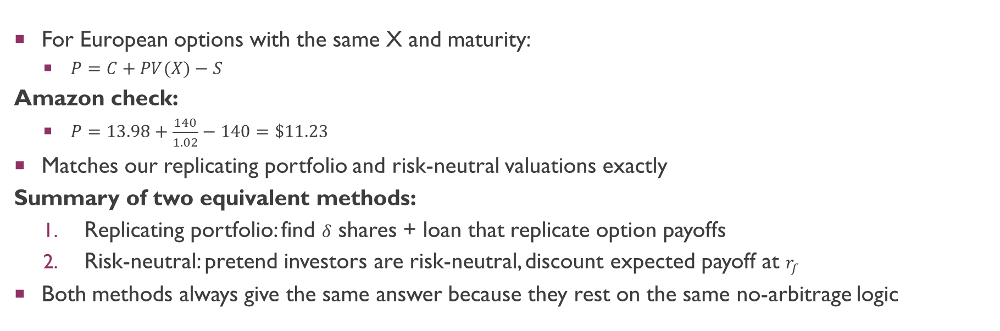 ▪ For European options with the same X and maturity:
▪ P = C + PV(X) − S
Amazon check:
▪ P = 13.98 + 140/1.02 − 140 = $11.23
▪ Matches our replicating portfolio and risk-neutral valuations exactly
Summary of two equivalent methods:
1. Replicating portfolio: find δ shares + loan that replicate option payoffs
2. Risk-neutral: pretend investors are risk-neutral, discount expected payoff at r_f
▪ Both methods always give the same answer because they rest on the same no-arbitrage logic